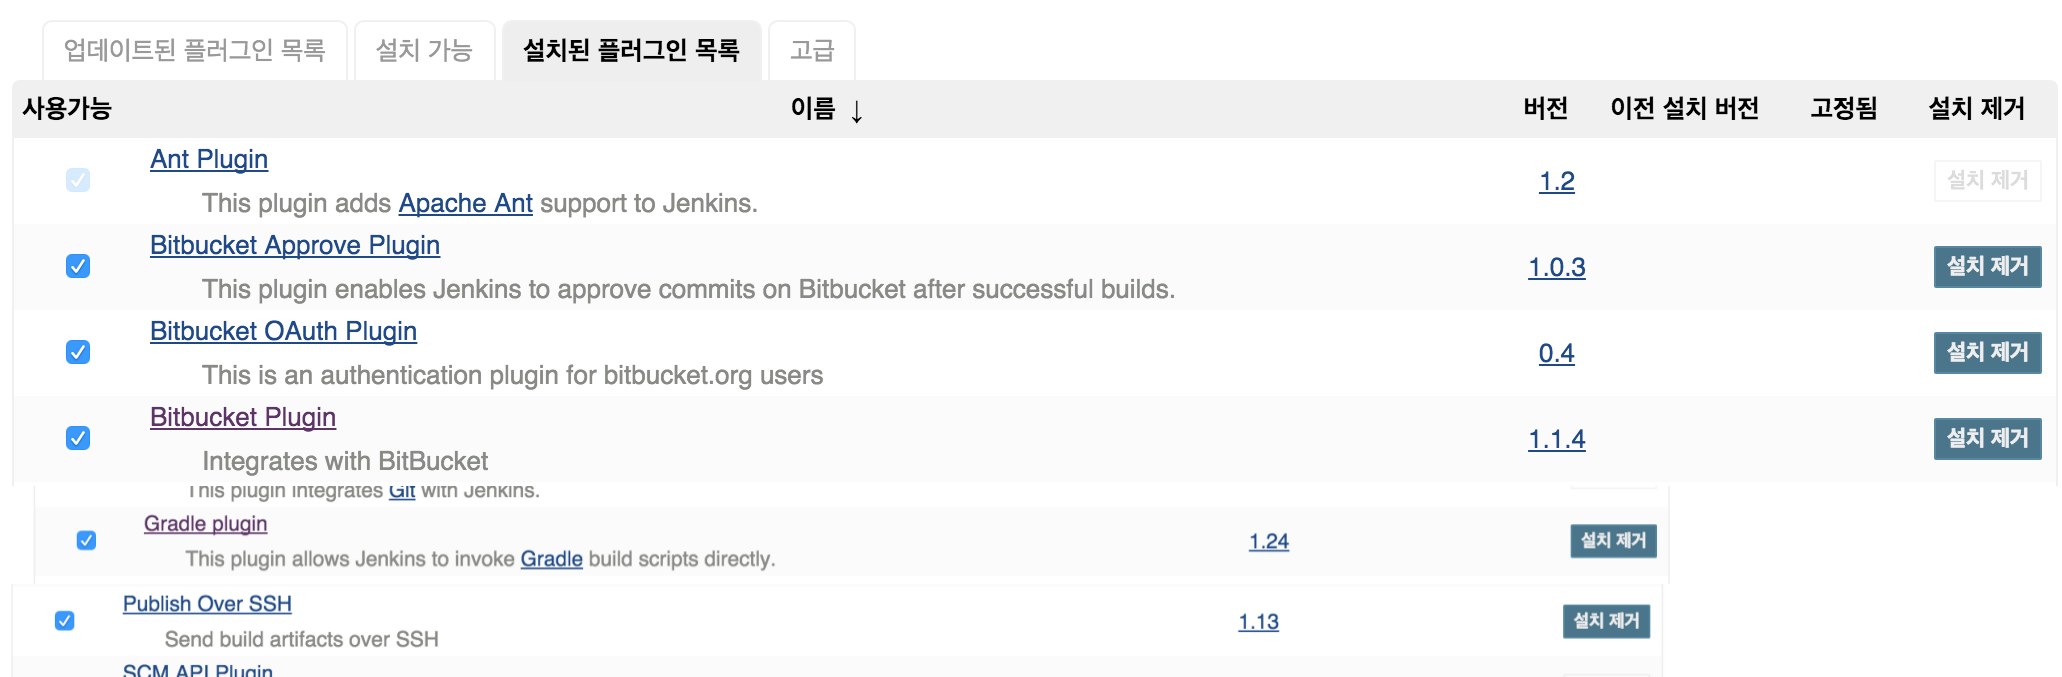 업데이트된 플러그인 목록 설치 가능 설치된 플러그인 목록 고급
사용가능 이름 ↓ 버전 이전 설치 버전 고정됨 설치 제거
Ant Plugin
This plugin adds Apache Ant support to Jenkins.
1.2 설치 제거
Bitbucket Approve Plugin
This plugin enables Jenkins to approve commits on Bitbucket after successful builds.
1.0.3 설치 제거
Bitbucket OAuth Plugin
This is an authentication plugin for bitbucket.org users
0.4 설치 제거
Bitbucket Plugin
Integrates with BitBucket
1.1.4 설치 제거
This plugin integrates Git with Jenkins.
Gradle plugin
This plugin allows Jenkins to invoke Gradle build scripts directly.
1.24 설치 제거
Publish Over SSH
Send build artifacts over SSH
1.13 설치 제거
SCM API Plugin